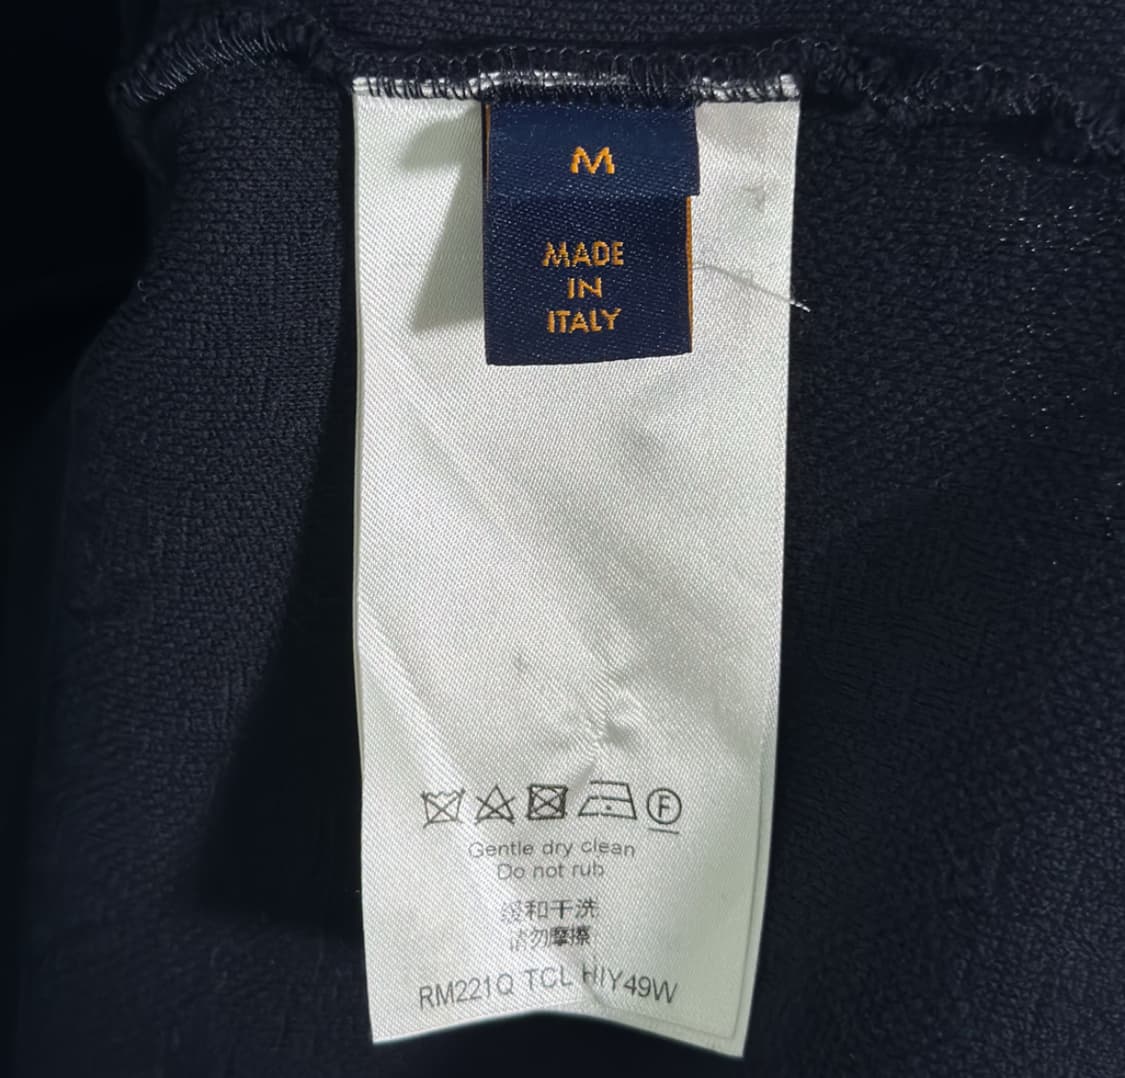 M
MADE
IN
ITALY
F
Gentle dry clean
Do not rub
缓和干洗
请勿摩擦
RM221Q TCL HIY49W